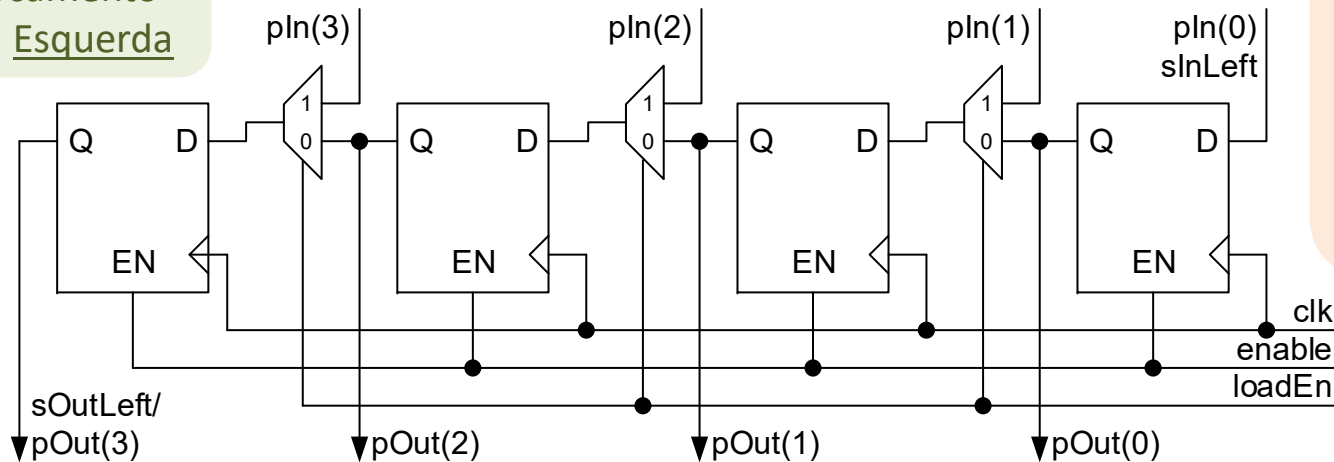 Esquerda
pIn(3)
pIn(2)
pIn(1)
pIn(0)
sInLeft
1
0
1
0
1
0
Q
D
Q
D
Q
D
Q
D
EN
EN
EN
EN
clk
enable
loadEn
sOutLeft/
pOut(3)
pOut(2)
pOut(1)
pOut(0)